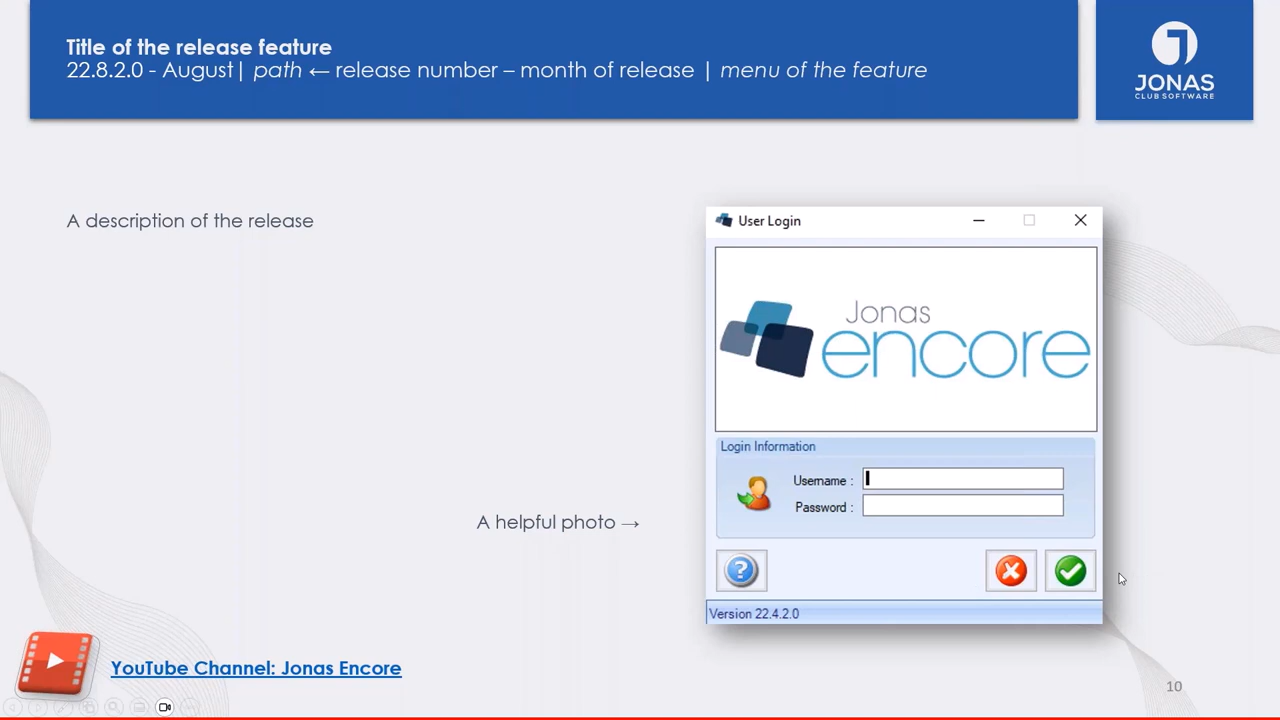 Title of the release feature
22.8.2.0 - August| path ← release number – month of release | menu of the feature
JONAS
CLUB SOFTWARE
A description of the release
User Login
Jonas
encore
Login Information
Username :
Password :
A helpful photo →
?
Version 22.4.2.0
YouTube Channel: Jonas Encore
10